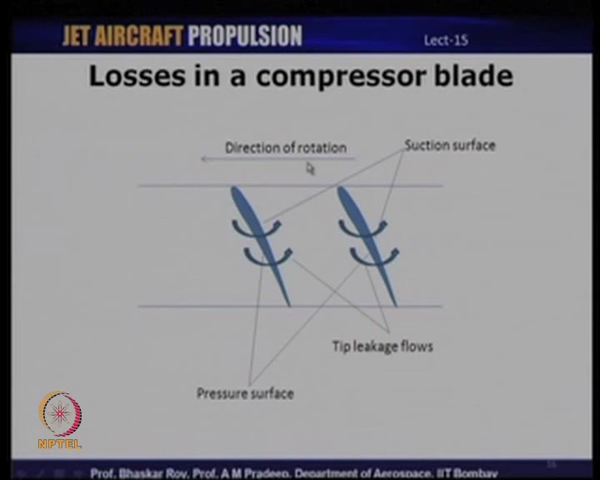 JET AIRCRAFT PROPULSION
Lect-15
Losses in a compressor blade
Direction of rotation
Suction surface
Tip leakage flows
Pressure surface
NPTEL
Prof. Bhaskar Roy, Prof. A M Pradeep, Department of Aerospace, IIT Bombay